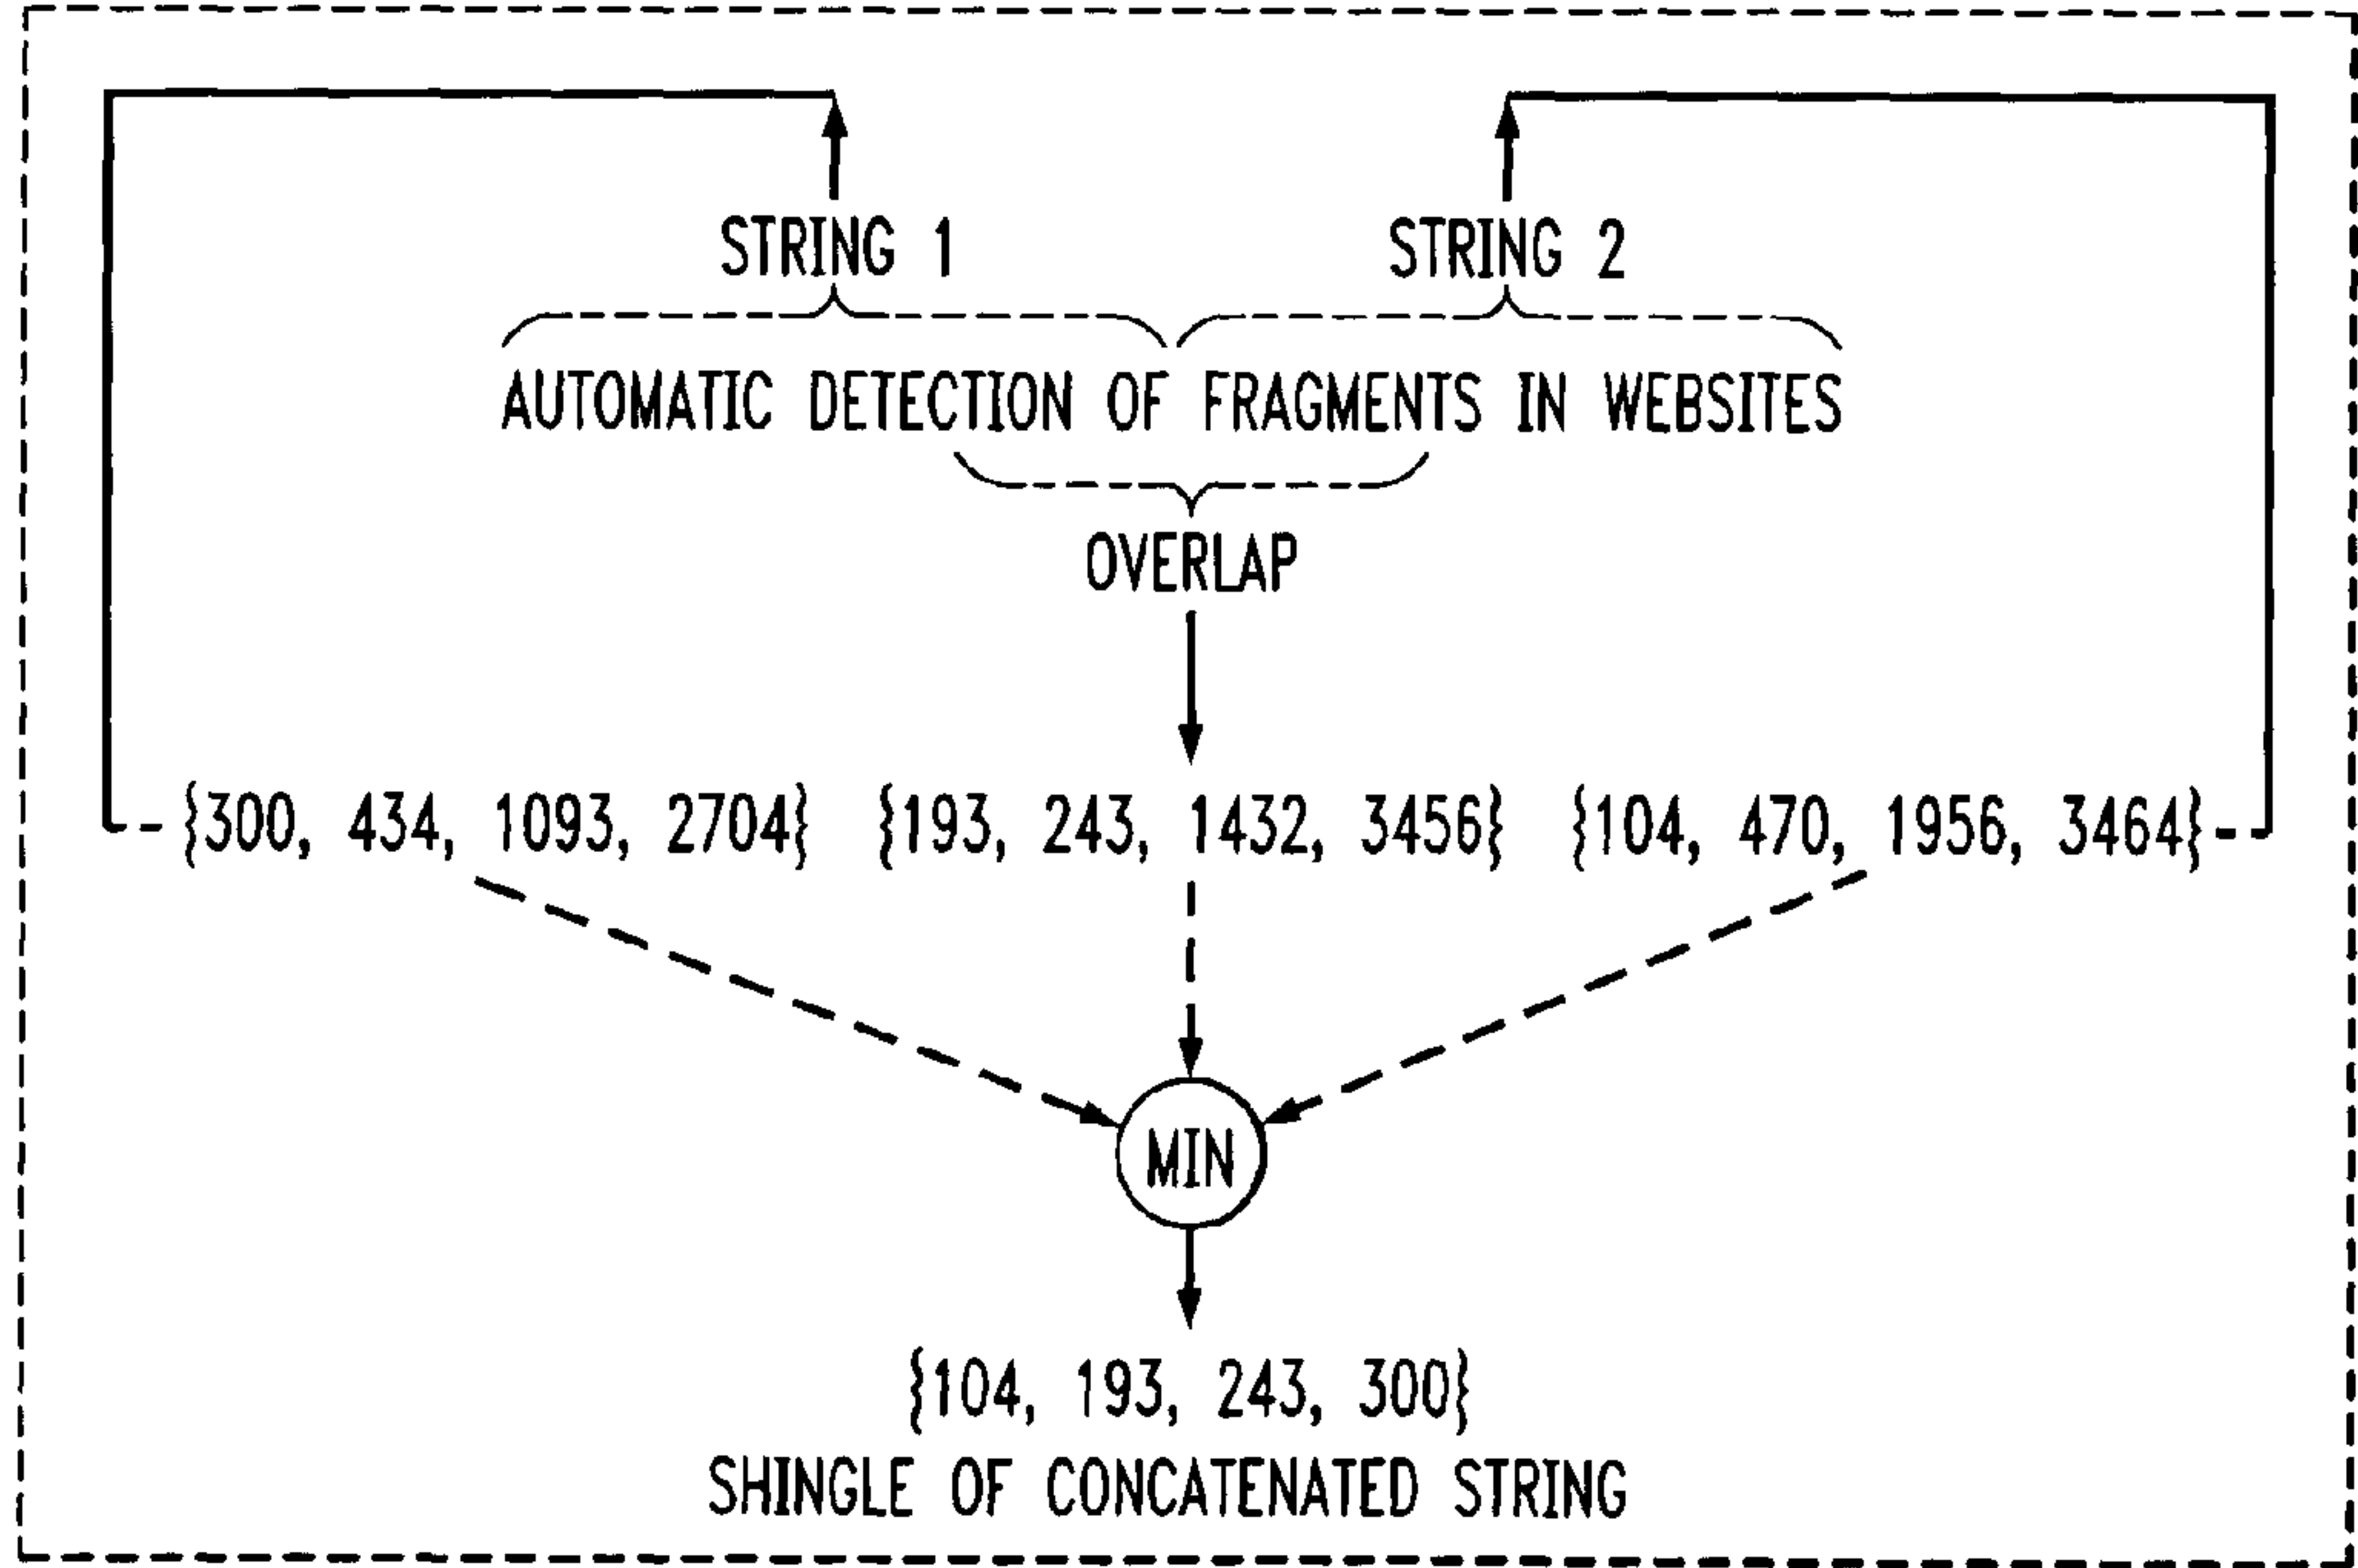 STRING 1 STRING 2
AUTOMATIC DETECTION OF FRAGMENTS IN WEBSITES
OVERLAP
{300, 434, 1093, 2704} {193, 243, 1432, 3456} {104, 470, 1956, 3464}
MIN
{104, 193, 243, 300}
SHINGLE OF CONCATENATED STRING